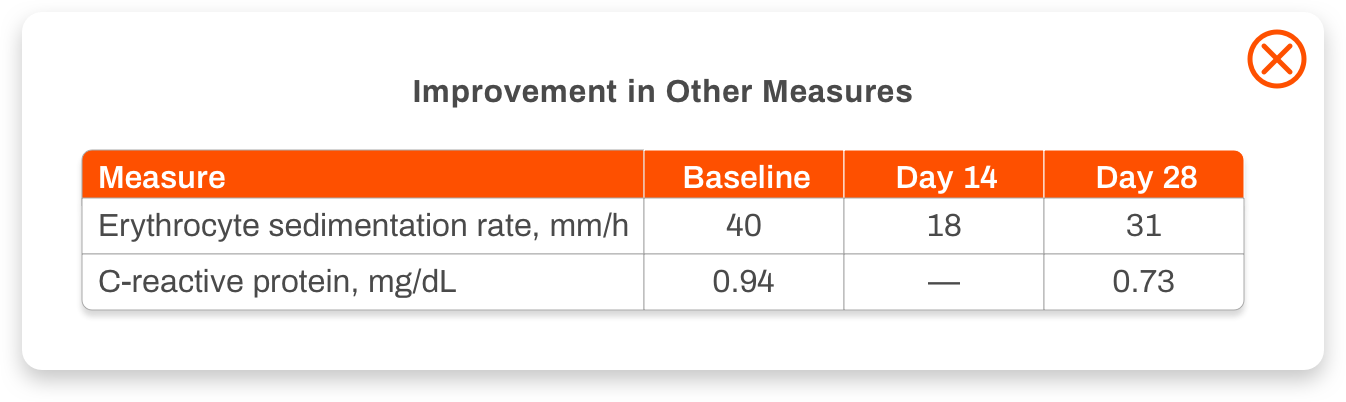 Improvement in Other Measures
Measure Baseline Day 14 Day 28
Erythrocyte sedimentation rate, mm/h 40 18 31
C-reactive protein, mg/dL 0.94 — 0.73